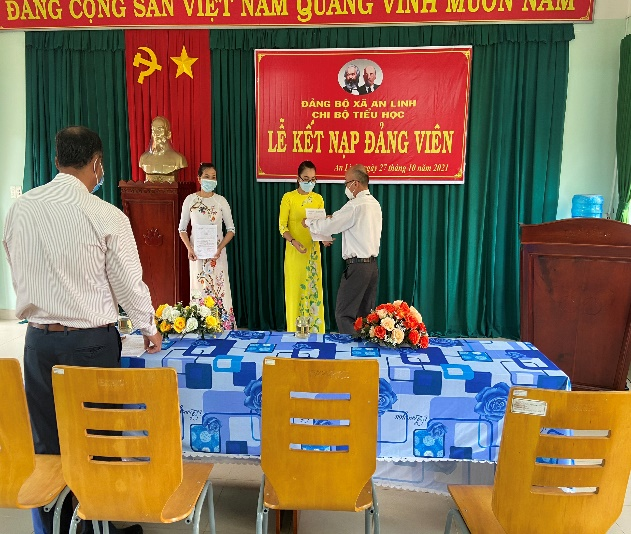 ĐẢNG CỘNG SẢN VIỆT NAM QUANG VINH MUÔN NĂM
ĐẢNG BỘ XÃ AN LINH
CHI BỘ TIỂU HỌC
LỄ KẾT NẠP ĐẢNG VIÊN
ngày 27 tháng 10 năm 2021